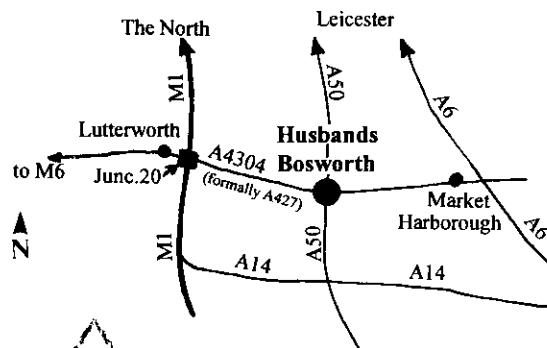 The North
Leicester
M1
A50
A6
Lutterworth
A4304
(formally A427)
Husbands
Bosworth
to M6
Junc.20
Market
Harborough
N
M1
A50
A6
A14
A14